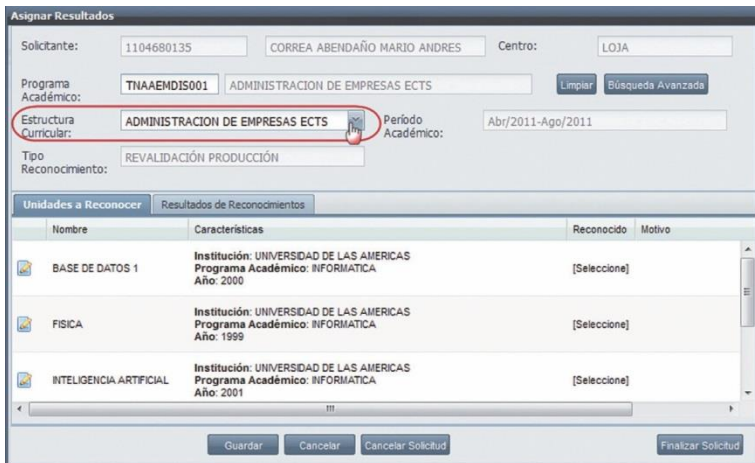 Asignar Resultados
Solicitante: 1104680135 CORREA ABENDAÑO MARIO ANDRES Centro: LOJA
Programa Académico: TNAAEMDIS001 ADMINISTRACION DE EMPRESAS ECTS Limpiar Búsqueda Avanzada
Estructura Curricular: ADMINISTRACION DE EMPRESAS ECTS Período Académico: Abr/2011-Ago/2011
Tipo Reconocimiento: REVALIDACIÓN PRODUCCIÓN
Unidades a Reconocer Resultados de Reconocimientos
Nombre Características Reconocido Motivo
Institución: UNIVERSIDAD DE LAS AMERICAS
BASE DE DATOS 1 Programa Académico: INFORMATICA [Seleccione]
Año: 2000
Institución: UNIVERSIDAD DE LAS AMERICAS
FISICA Programa Académico: INFORMATICA [Seleccione]
Año: 1999
Institución: UNIVERSIDAD DE LAS AMERICAS
INTELIGENCIA ARTIFICIAL Programa Académico: INFORMATICA [Seleccione]
Año: 2001
Guardar Cancelar Cancelar Solicitud Finalizar Solicitud